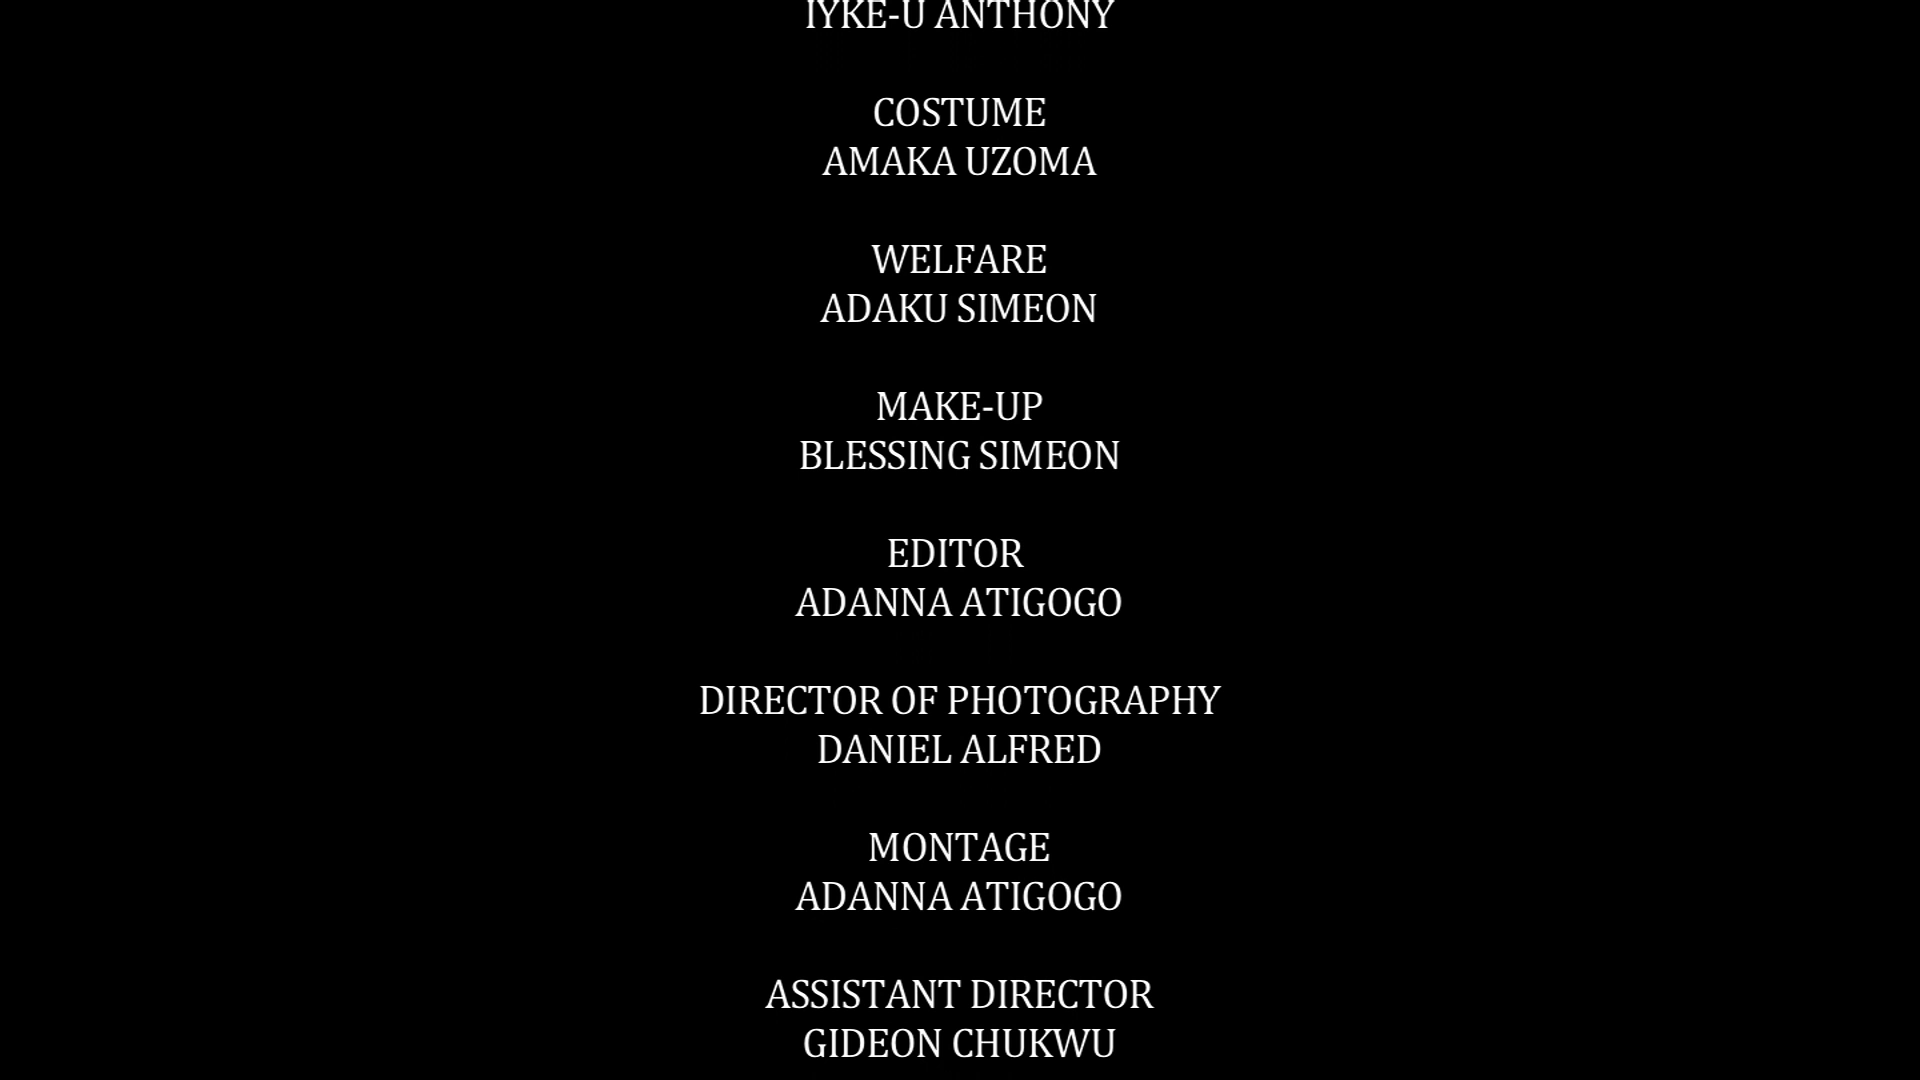 IYKE-U ANTHONY
COSTUME
AMAKA UZOMA
WELFARE
ADAKU SIMEON
MAKE-UP
BLESSING SIMEON
EDITOR
ADANNA ATIGOGO
DIRECTOR OF PHOTOGRAPHY
DANIEL ALFRED
MONTAGE
ADANNA ATIGOGO
ASSISTANT DIRECTOR
GIDEON CHUKWU